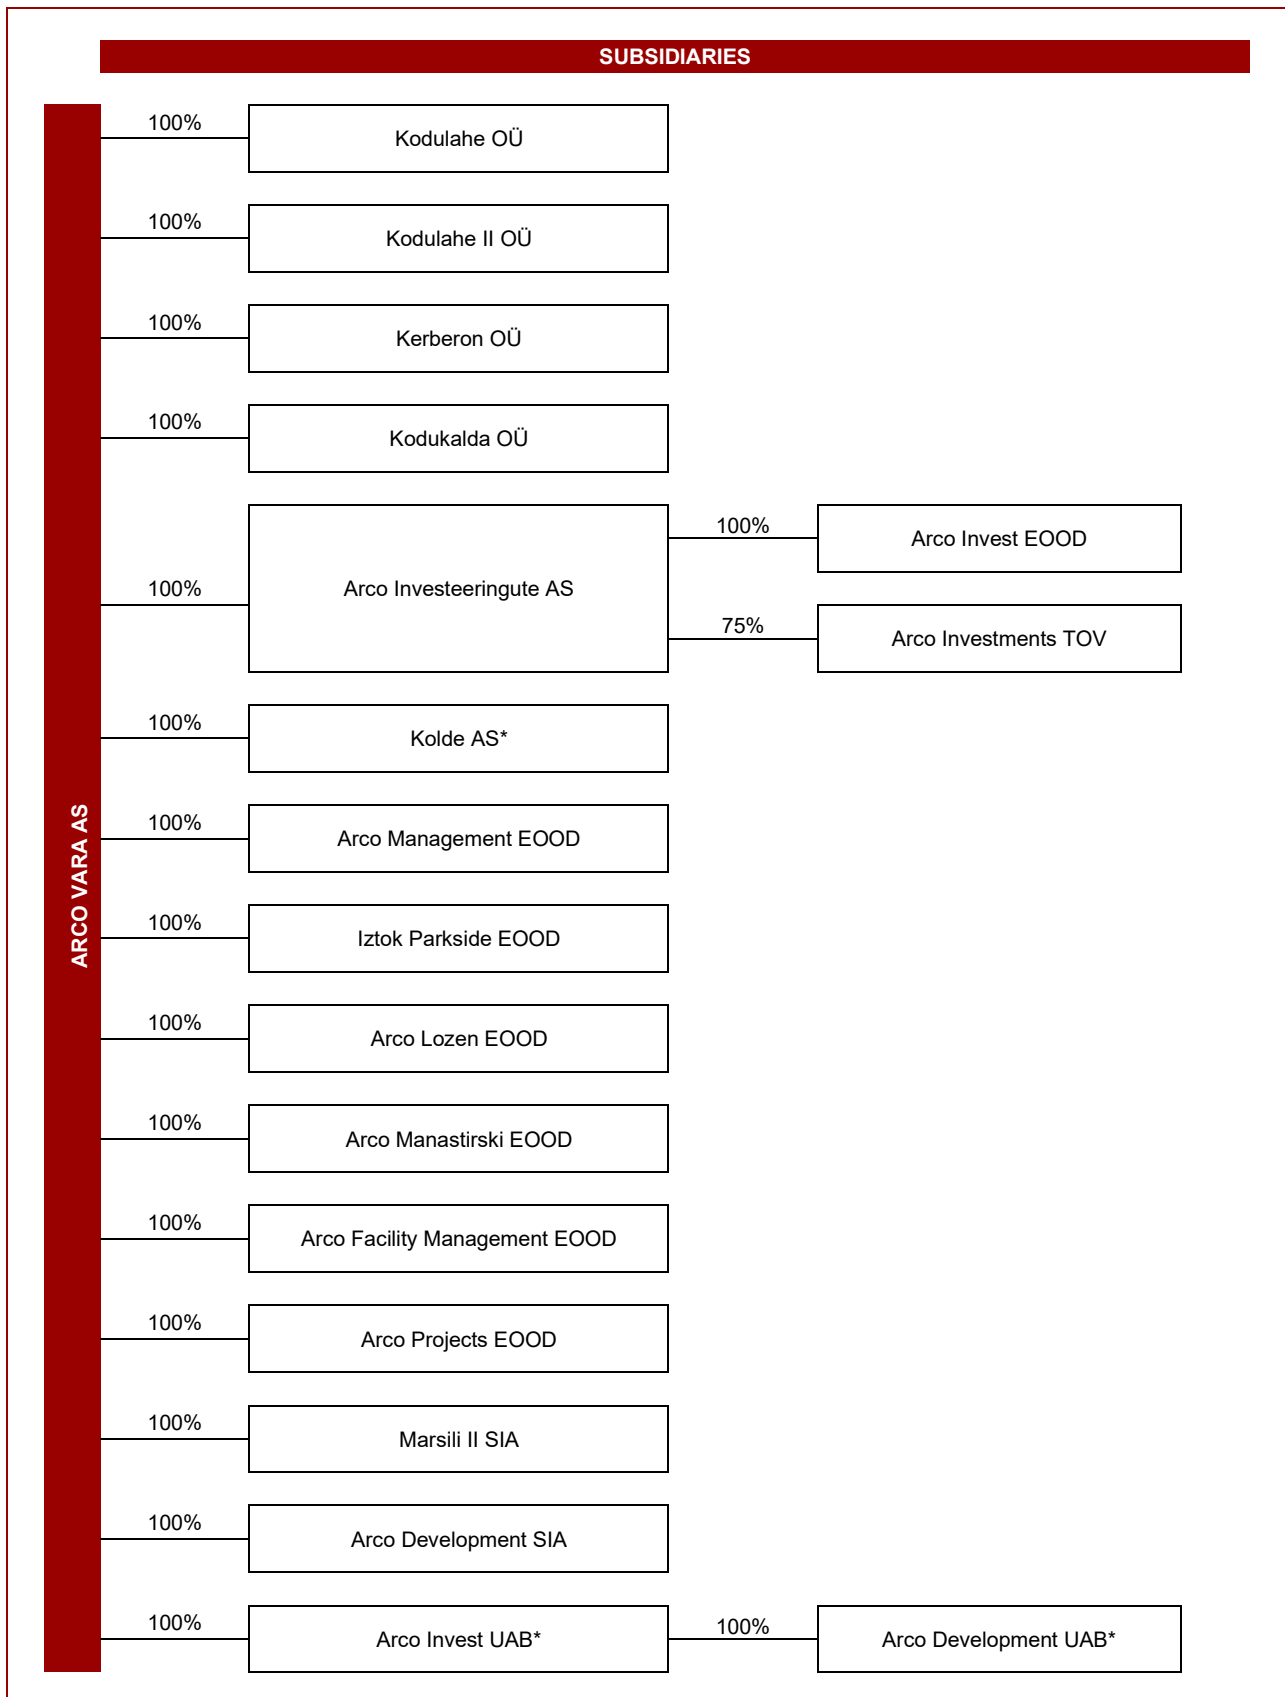 SUBSIDIARIES
ARCO VARA AS
100%
Kodulahe OÜ
100%
Kodulahe II OÜ
100%
Kerberon OÜ
100%
Kodukalda OÜ
100%
Arco Investeeringute AS
100%
Arco Invest EOOD
75%
Arco Investments TOV
100%
Kolde AS*
100%
Arco Management EOOD
100%
Iztok Parkside EOOD
100%
Arco Lozen EOOD
100%
Arco Manastirski EOOD
100%
Arco Facility Management EOOD
100%
Arco Projects EOOD
100%
Marsili II SIA
100%
Arco Development SIA
100%
Arco Invest UAB*
100%
Arco Development UAB*